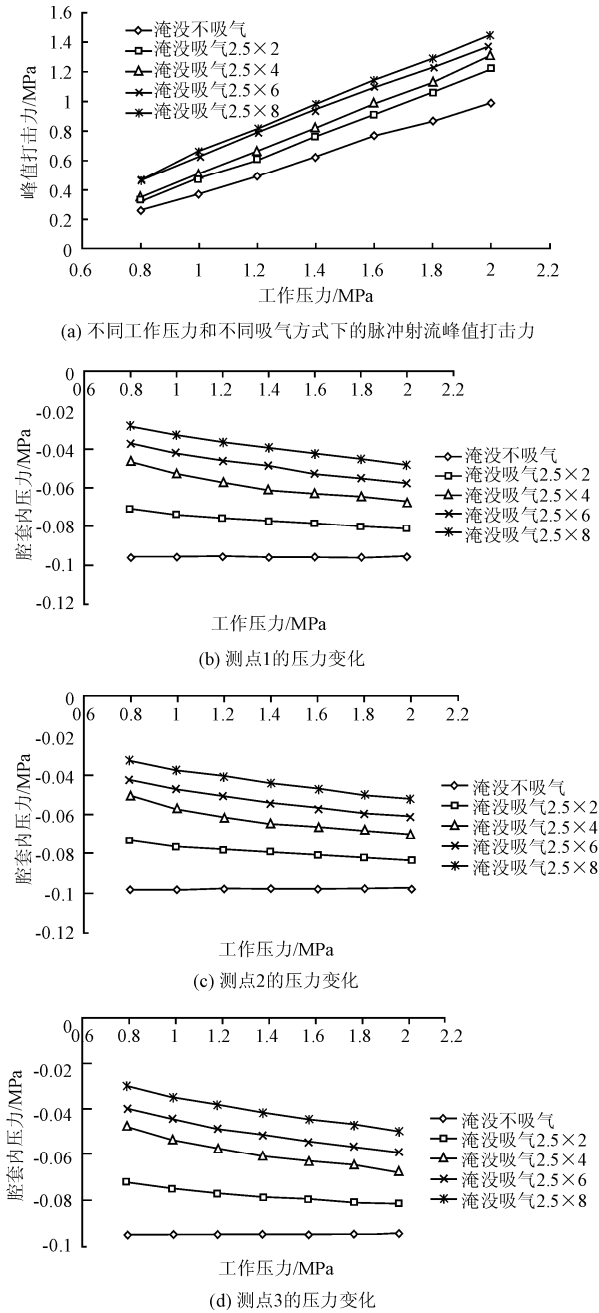 1.6
1.4
1.2
1
0.8
0.6
0.4
0.2
0
峰值打击力/MPa
淹没不吸气
淹没吸气2.5×2
淹没吸气2.5×4
淹没吸气2.5×6
淹没吸气2.5×8
0.6 0.8 1 1.2 1.4 1.6 1.8 2 2.2
工作压力/MPa
(a) 不同工作压力和不同吸气方式下的脉冲射流峰值打击力
0
0.6 0.8 1 1.2 1.4 1.6 1.8 2 2.2
-0.02
-0.04
-0.06
-0.08
-0.1
-0.12
腔套内压力/MPa
淹没不吸气
淹没吸气2.5×2
淹没吸气2.5×4
淹没吸气2.5×6
淹没吸气2.5×8
工作压力/MPa
(b) 测点1的压力变化
0
0.6 0.8 1 1.2 1.4 1.6 1.8 2 2.2
-0.02
-0.04
-0.06
-0.08
-0.1
-0.12
腔套内压力/MPa
淹没不吸气
淹没吸气2.5×2
淹没吸气2.5×4
淹没吸气2.5×6
淹没吸气2.5×8
工作压力/MPa
(c) 测点2的压力变化
0
0.6 0.8 1 1.2 1.4 1.6 1.8 2 2.2
-0.02
-0.04
-0.06
-0.08
-0.1
腔套内压力/MPa
淹没不吸气
淹没吸气2.5×2
淹没吸气2.5×4
淹没吸气2.5×6
淹没吸气2.5×8
工作压力/MPa
(d) 测点3的压力变化